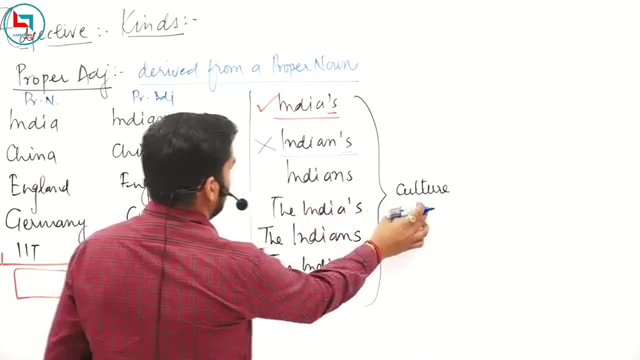 Adjective :- Kinds:-
Proper Adj:- derived from a Proper Noun
Pr. N. Pr. Adj
India India's
China Indian's
England Indians
Germany The India's
IIT The Indians
culture